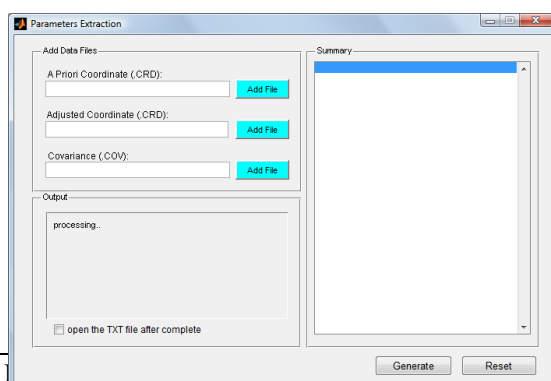 Parameters Extraction
Add Data Files
A Priori Coordinate (.CRD):
Add File
Adjusted Coordinate (.CRD):
Add File
Covariance (.COV):
Add File
Output
processing..
open the TXT file after complete
Summary
Generate
Reset